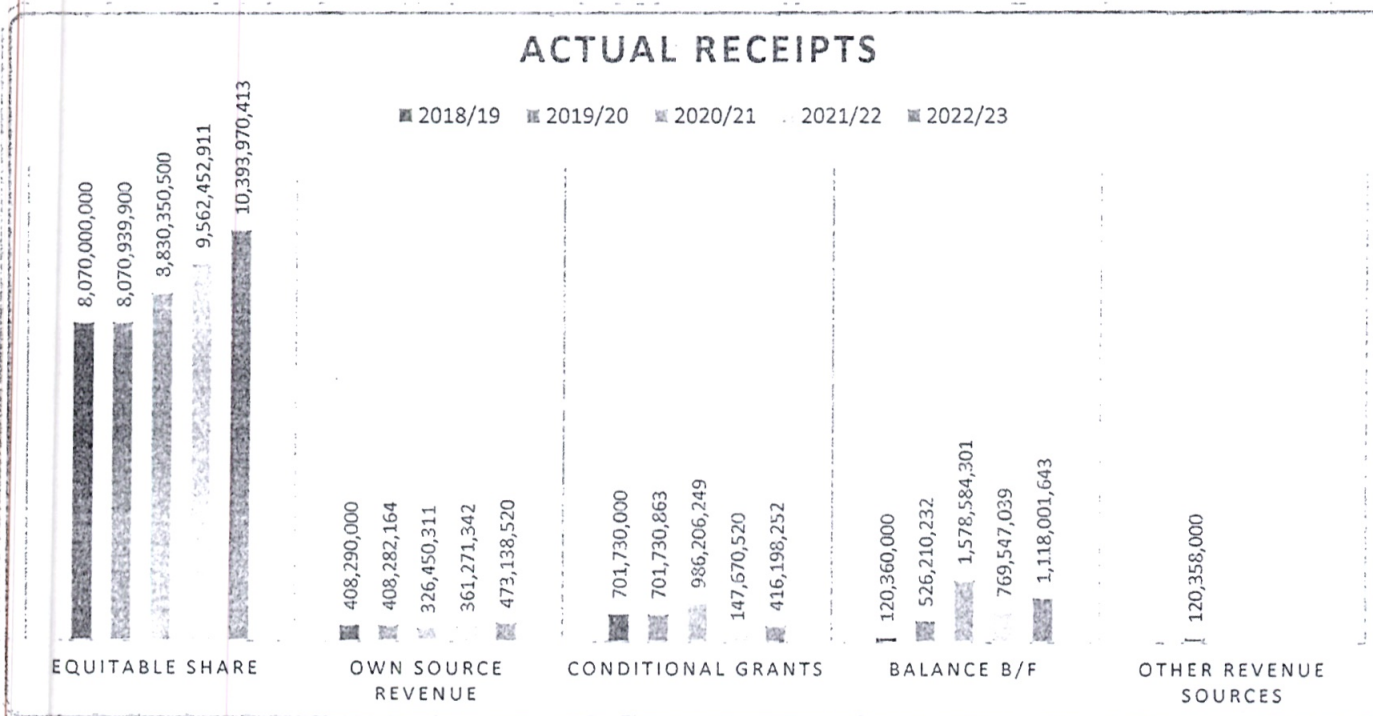 ACTUAL RECEIPTS
2018/19 2019/20 2020/21 2021/22 2022/23
8,070,000,000
8,070,939,900
8,830,350,500
9,562,452,911
10,393,970,413
408,290,000
408,282,164
326,450,311
361,271,342
473,138,520
701,730,000
701,730,863
986,206,249
147,670,520
416,198,252
120,360,000
526,210,232
1,578,584,301
769,547,039
1,118,001,643
120,358,000
EQUITABLE SHARE
OWN SOURCE
REVENUE
CONDITIONAL GRANTS
BALANCE B/F
OTHER REVENUE
SOURCES